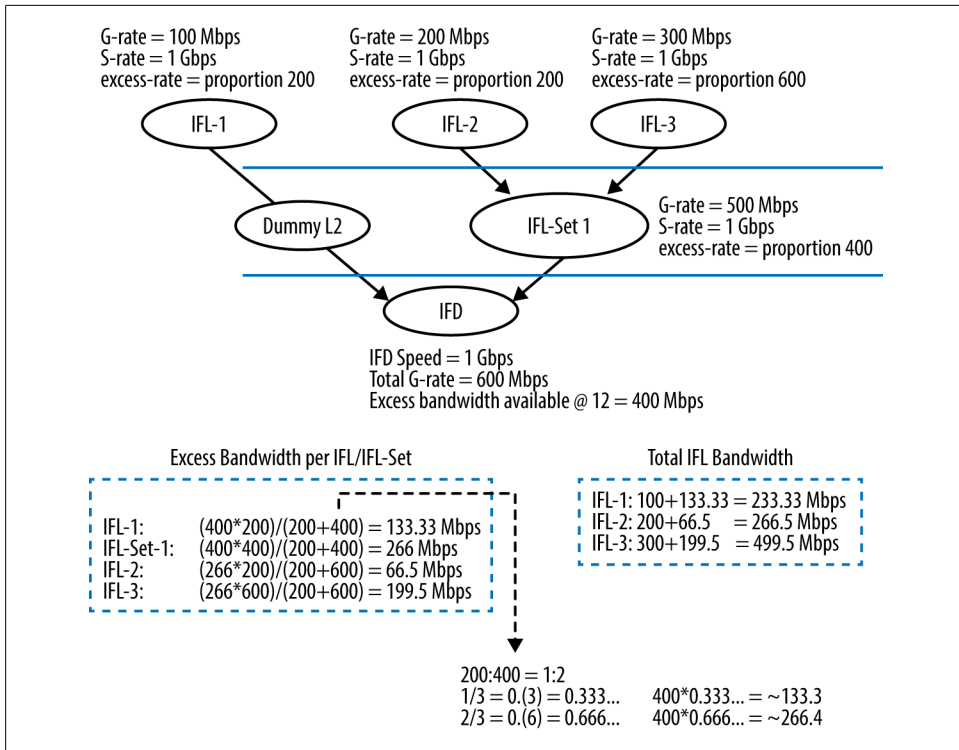 G-rate = 100 Mbps
S-rate = 1 Gbps
excess-rate = proportion 200
G-rate = 200 Mbps
S-rate = 1 Gbps
excess-rate = proportion 200
G-rate = 300 Mbps
S-rate = 1 Gbps
excess-rate = proportion 600
IFL-1
IFL-2
IFL-3
Dummy L2
IFL-Set 1
G-rate = 500 Mbps
S-rate = 1 Gbps
excess-rate = proportion 400
IFD
IFD Speed = 1 Gbps
Total G-rate = 600 Mbps
Excess bandwidth available @ 12 = 400 Mbps
Excess Bandwidth per IFL/IFL-Set
IFL-1: (400*200)/(200+400) = 133.33 Mbps
IFL-Set-1: (400*400)/(200+400) = 266 Mbps
IFL-2: (266*200)/(200+600) = 66.5 Mbps
IFL-3: (266*600)/(200+600) = 199.5 Mbps
Total IFL Bandwidth
IFL-1: 100+133.33 = 233.33 Mbps
IFL-2: 200+66.5 = 266.5 Mbps
IFL-3: 300+199.5 = 499.5 Mbps
200:400 = 1:2
1/3 = 0.(3) = 0.333... 400*0.333... = ~133.3
2/3 = 0.(6) = 0.666... 400*0.666... = ~266.4